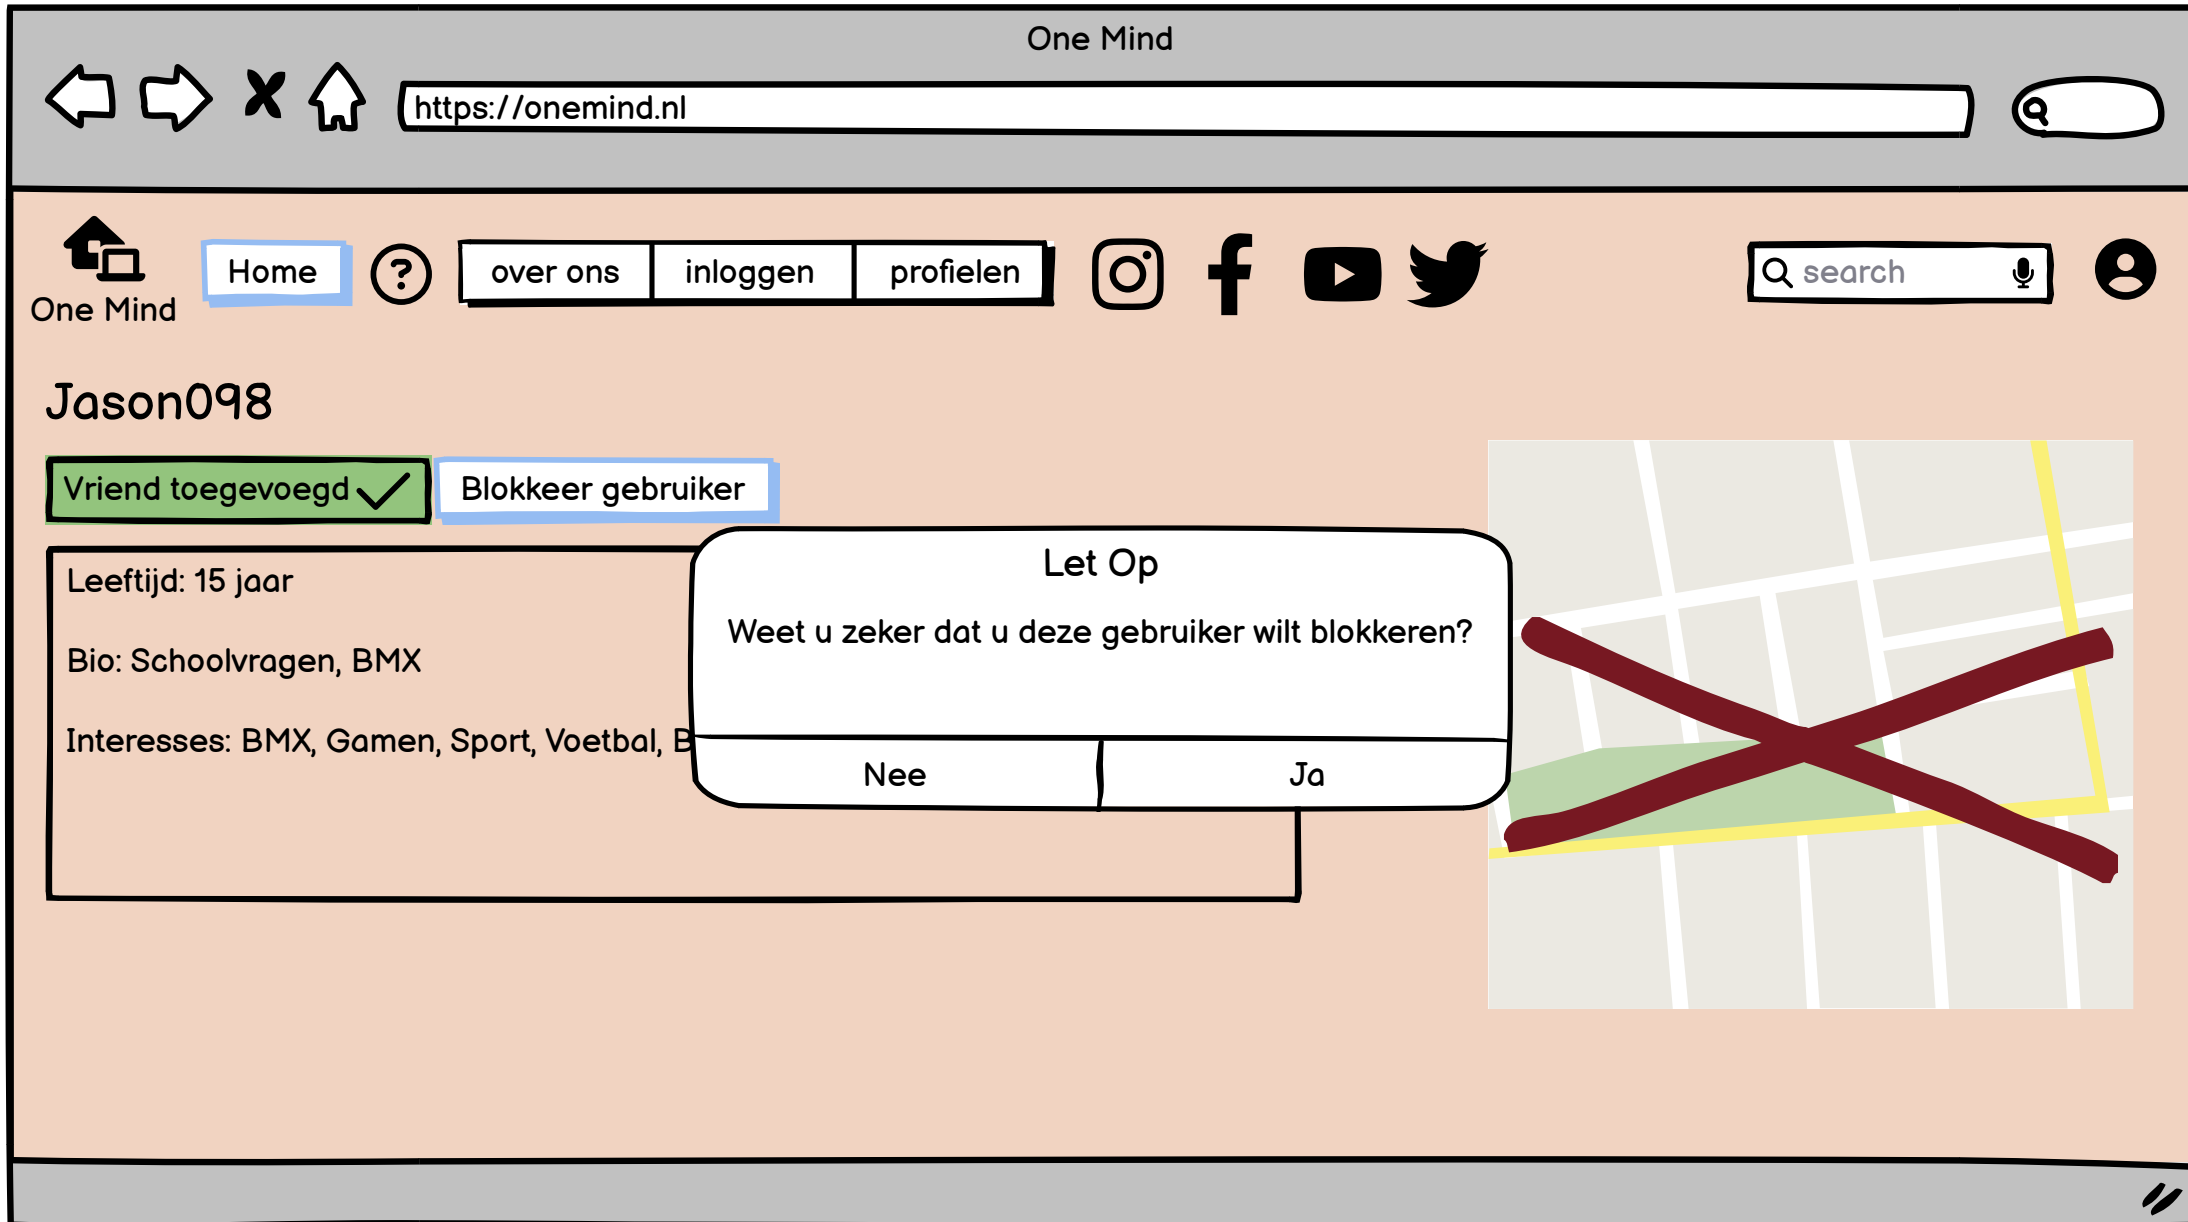 One Mind
https://onemind.nl
One Mind
Home
?
over ons
inloggen
profielen
search
Jason098
Vriend toegevoegd
Blokkeer gebruiker
Leeftijd: 15 jaar
Bio: Schoolvragen, BMX
Interesses: BMX, Gamen, Sport, Voetbal,
Let Op
Weet u zeker dat u deze gebruiker wilt blokkeren?
Nee
Ja